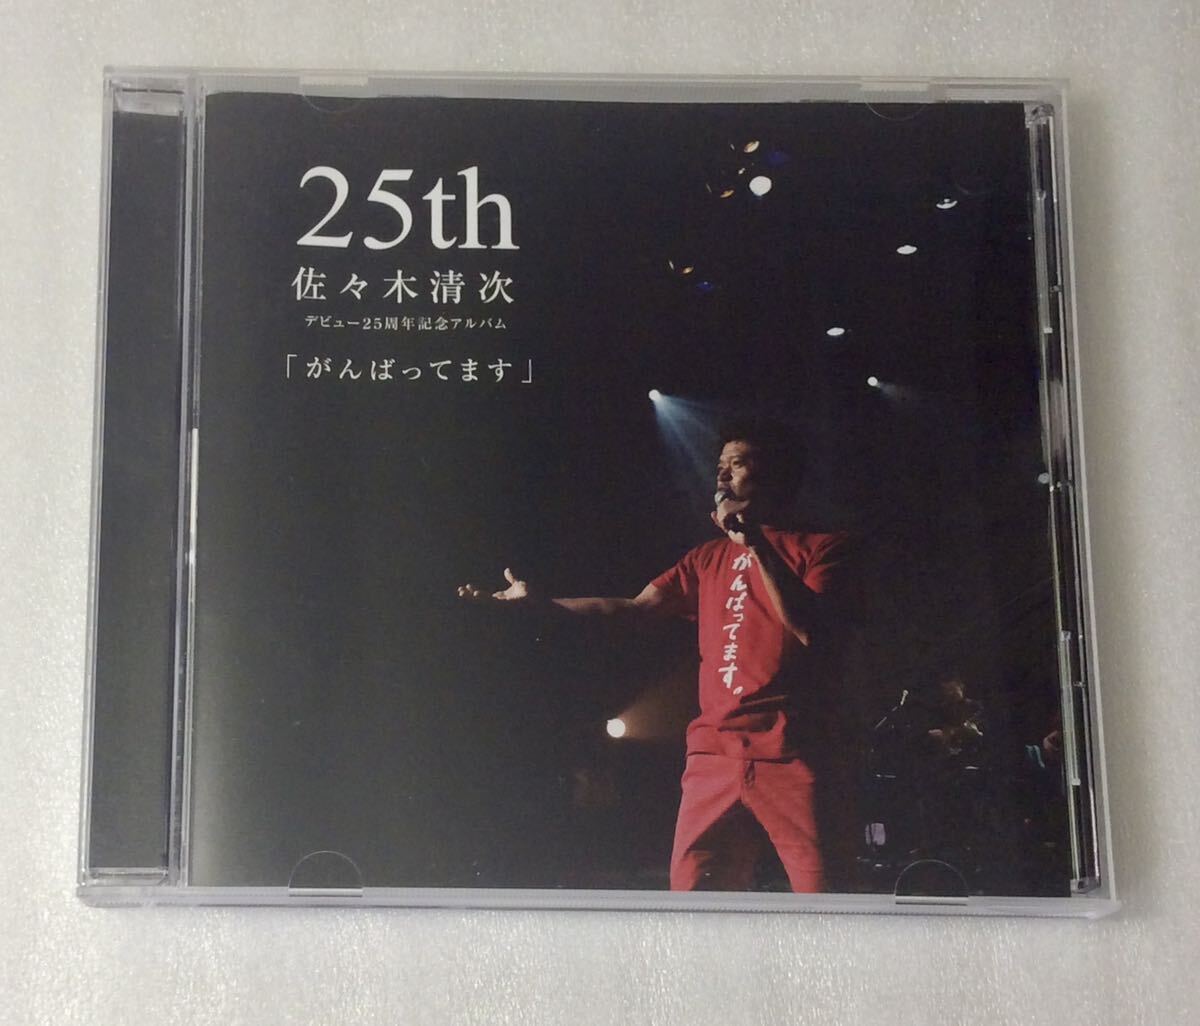 25th
佐々木清次
デビュー25周年記念アルバム
「がんばってます」
がんばってます。